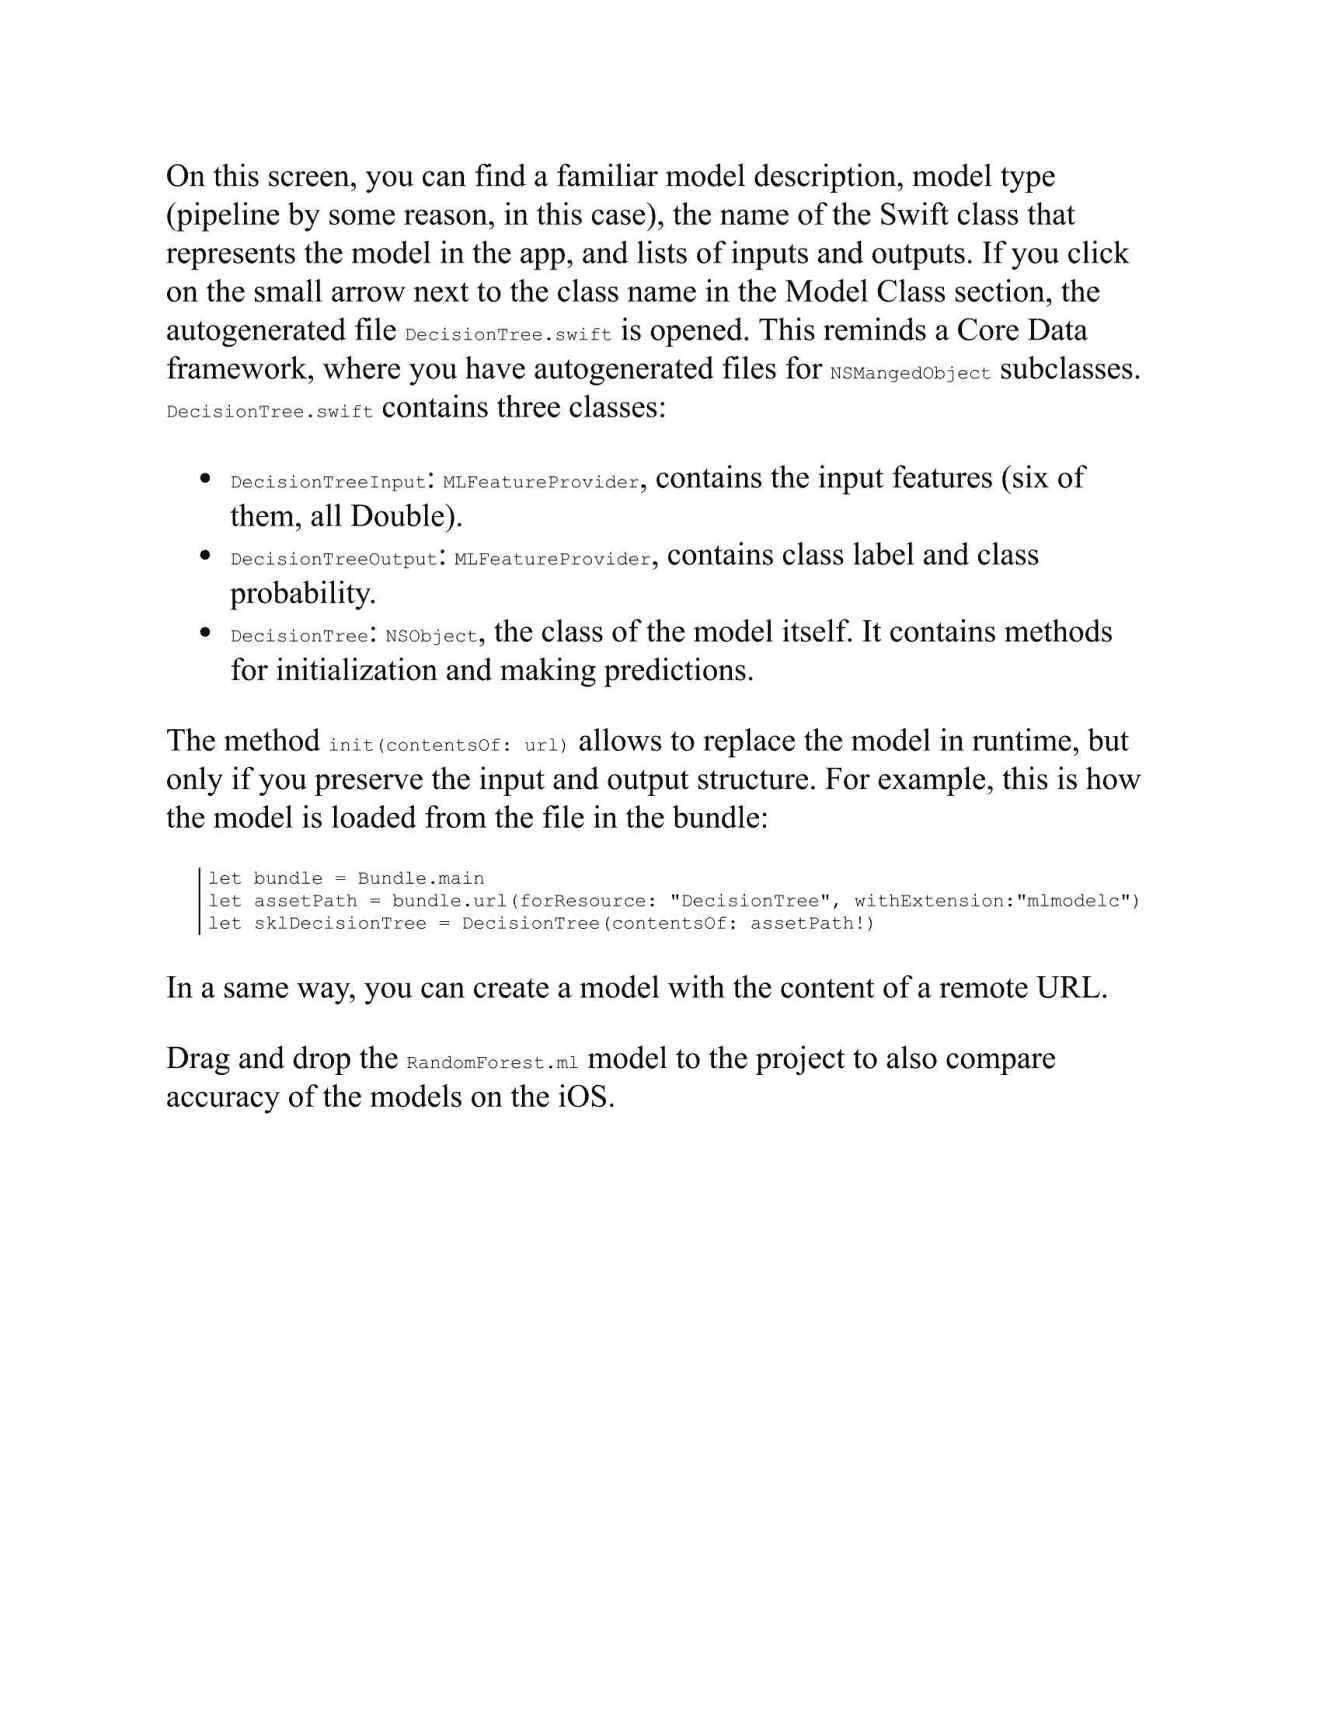 On this screen, you can find a familiar model description, model type
(pipeline by some reason, in this case), the name of the Swift class that
represents the model in the app, and lists of inputs and outputs. If you click
on the small arrow next to the class name in the Model Class section, the
autogenerated file DecisionTree.swift is opened. This reminds a Core Data
framework, where you have autogenerated files for NSMangedObject subclasses.
DecisionTree.swift contains three classes:
• DecisionTreeInput: MLFeatureProvider, contains the input features (six of
them, all Double).
• DecisionTreeOutput: MLFeatureProvider, contains class label and class
probability.
• DecisionTree: NSObject, the class of the model itself. It contains methods
for initialization and making predictions.
The method init(contentsOf: url) allows to replace the model in runtime, but
only if you preserve the input and output structure. For example, this is how
the model is loaded from the file in the bundle:
let bundle = Bundle.main
let assetPath = bundle.url(forResource: "DecisionTree", withExtension:"mlmodelc")
let sklDecisionTree = DecisionTree(contentsOf: assetPath!)
In a same way, you can create a model with the content of a remote URL.
Drag and drop the RandomForest.ml model to the project to also compare
accuracy of the models on the iOS.